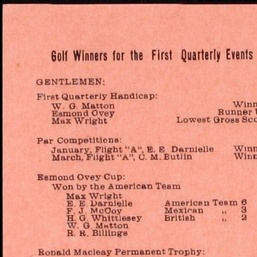 Golf Winners for the First Quarterly Events
GENTLEMEN:
First Quarterly Handicap:
W. G. Matton Winn
Esmond Ovey Runner U
Max Wright Lowest Gross Sco
Par Competitions:
January, Flight "A", E. E Darnielle Winn
March, Flight "A", C. M. Butlin Winn
Esmond Ovey Cup:
Won by the American Team
Max Wright
E. E. Darnielle American Team 6
F. J. McCoy Mexican „ 3
H. G. Whittlesey British „ 2
W. G. Matton
R. R. Billings
Ronald Macleay Permanent Trophy: